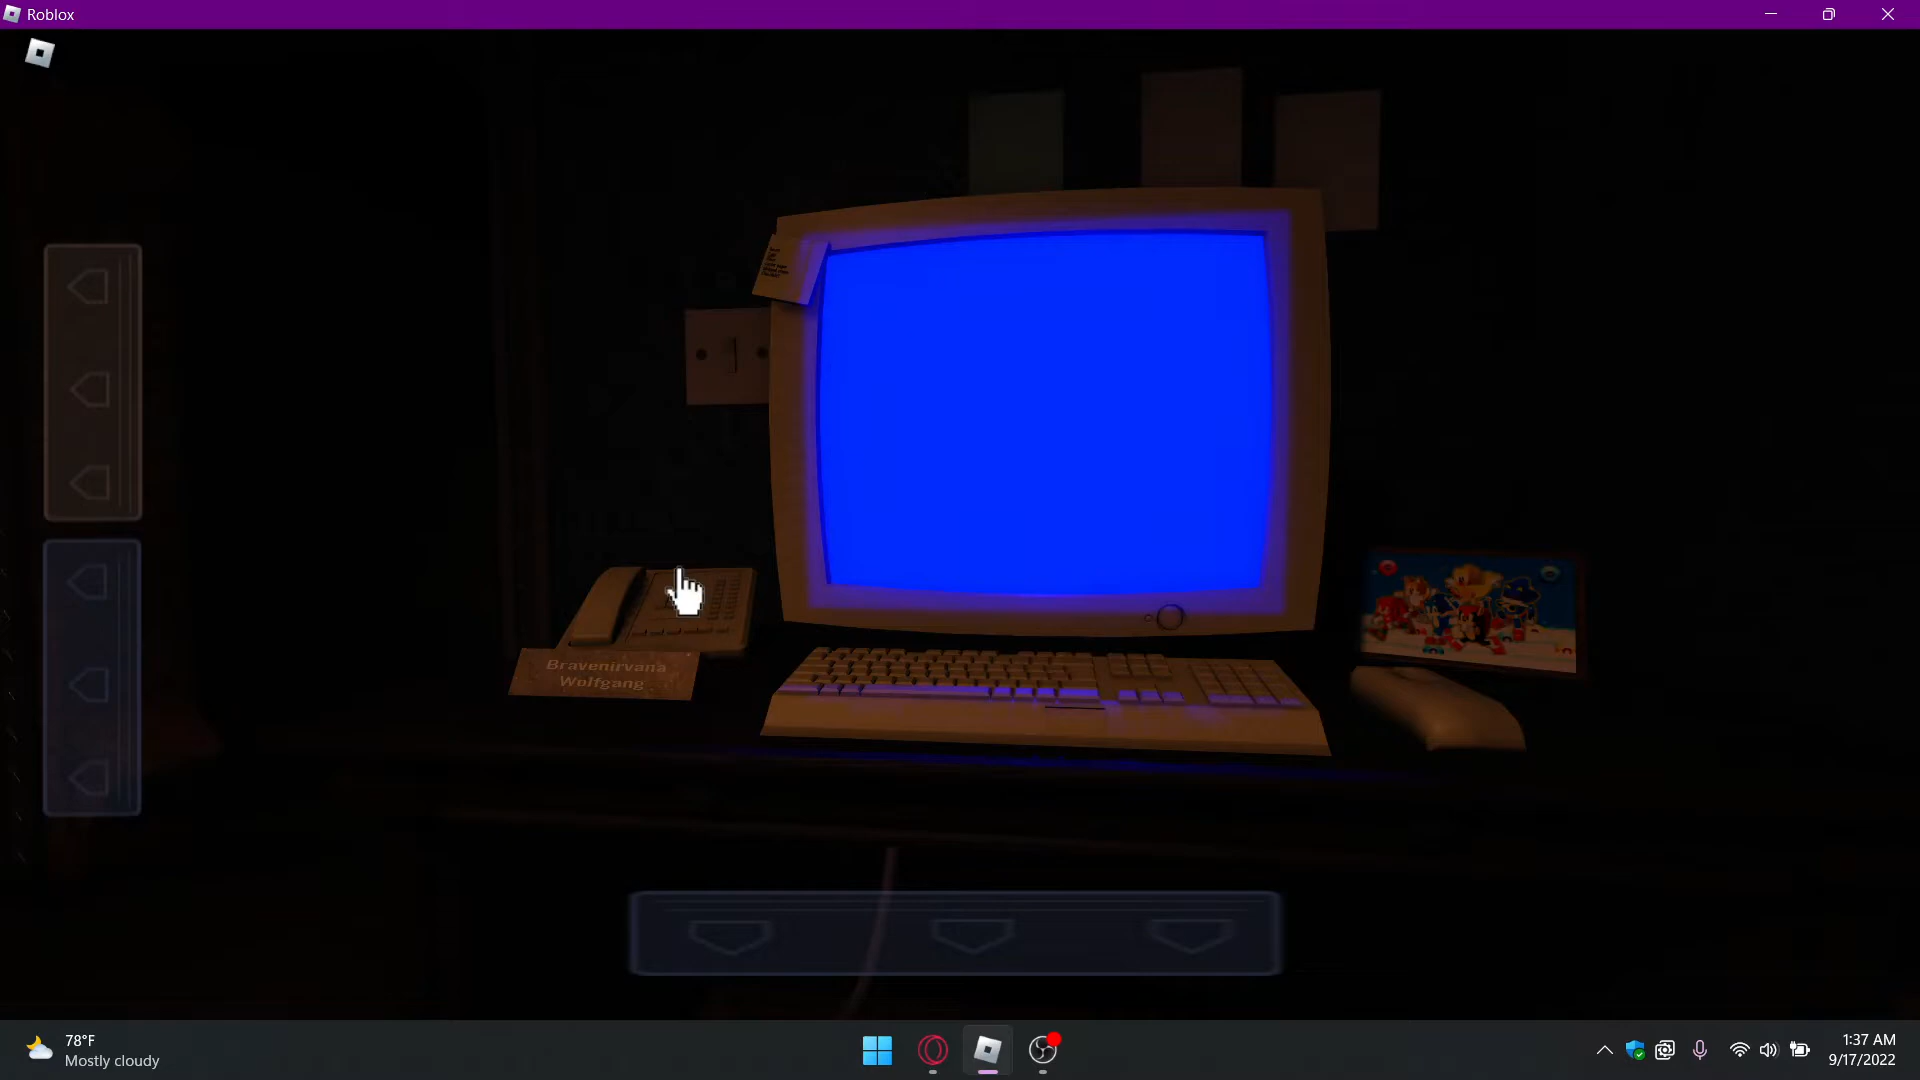 Roblox
Bravenirvana
Wolfgang
78°F
Mostly cloudy
1:37 AM
9/17/2022